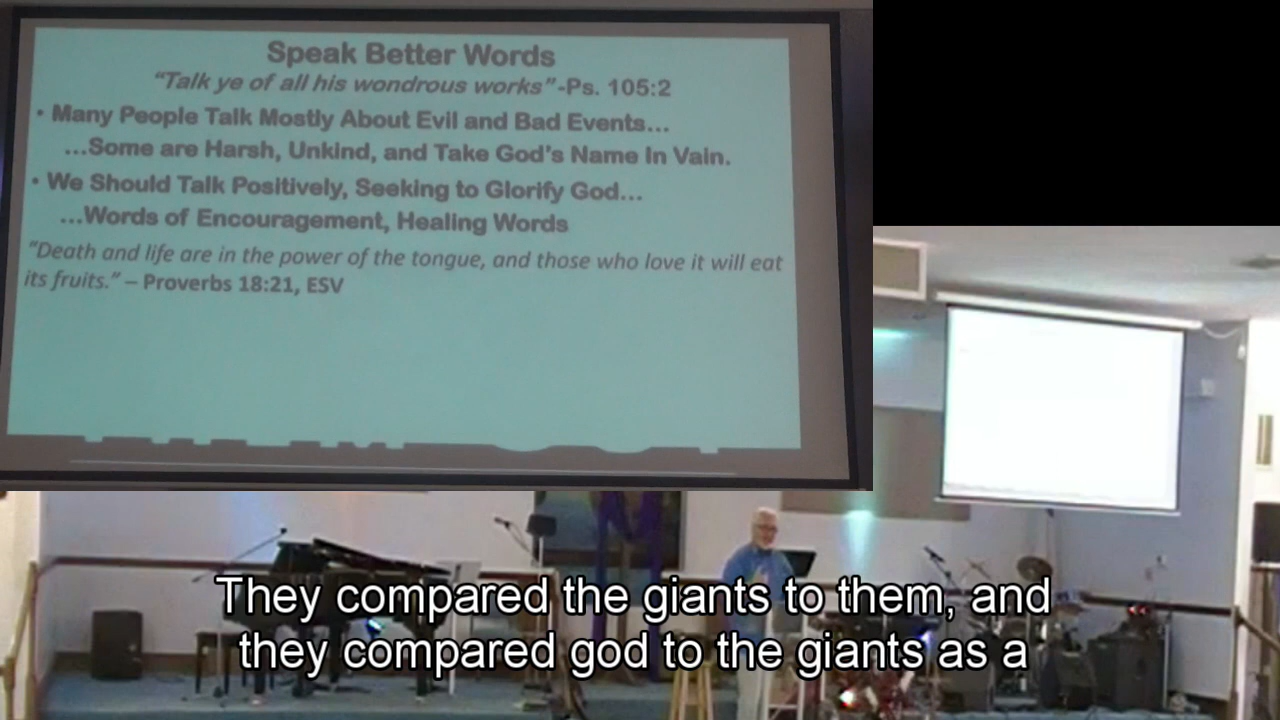 Speak Better Words
“Talk ye of all his wondrous works”-Ps. 105:2
• Many People Talk Mostly About Evil and Bad Events...
...Some are Harsh, Unkind, and Take God's Name In Vain.
• We Should Talk Positively, Seeking to Glorify God...
...Words of Encouragement, Healing Words
“Death and life are in the power of the tongue, and those who love it will eat
its fruits.” – Proverbs 18:21, ESV
They compared the giants to them, and
they compared god to the giants as a